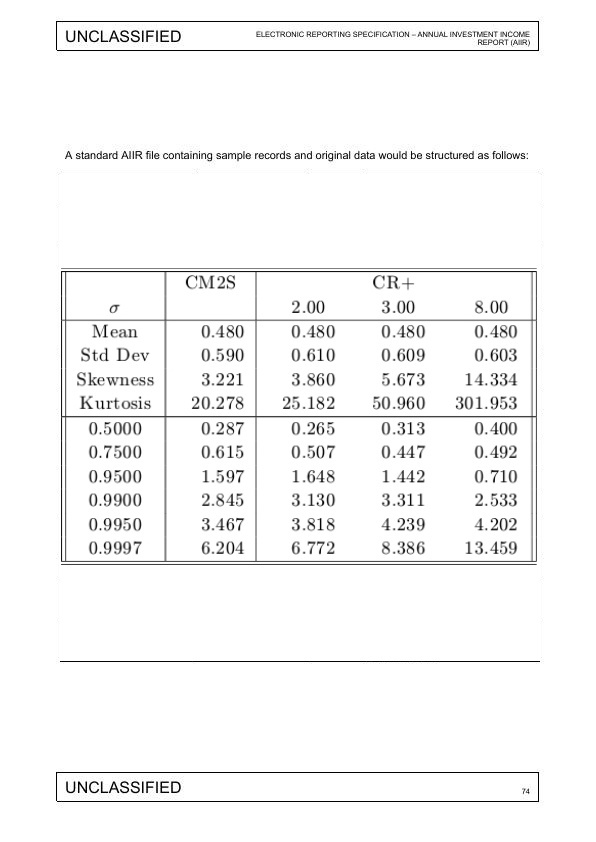 UNCLASSIFIED
ELECTRONIC REPORTING SPECIFICATION – ANNUAL INVESTMENT INCOME
REPORT (AIIR)
A standard AIIR file containing sample records and original data would be structured as follows:
CM2S CR+
σ 2.00 3.00 8.00
Mean 0.480 0.480 0.480 0.480
Std Dev 0.590 0.610 0.609 0.603
Skewness 3.221 3.860 5.673 14.334
Kurtosis 20.278 25.182 50.960 301.953
0.5000 0.287 0.265 0.313 0.400
0.7500 0.615 0.507 0.447 0.492
0.9500 1.597 1.648 1.442 0.710
0.9900 2.845 3.130 3.311 2.533
0.9950 3.467 3.818 4.239 4.202
0.9997 6.204 6.772 8.386 13.459
UNCLASSIFIED
74